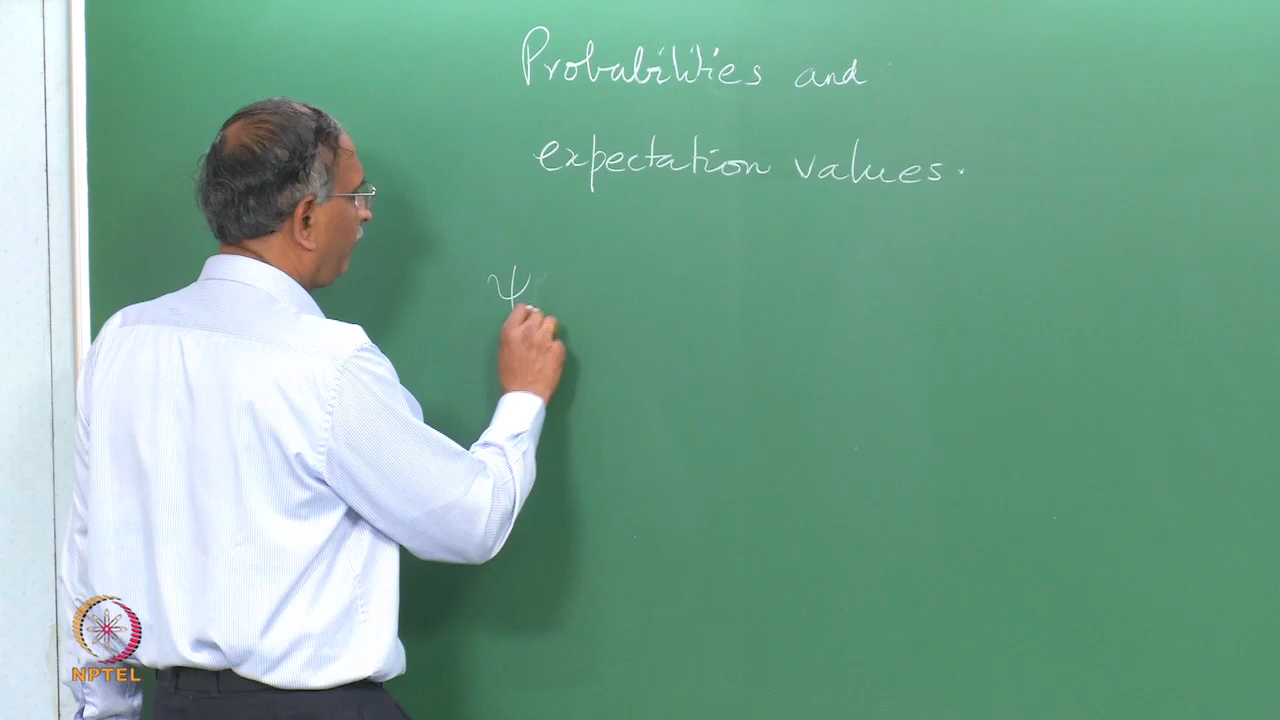 Probabilities and
expectation values.
ψ
NPTEL